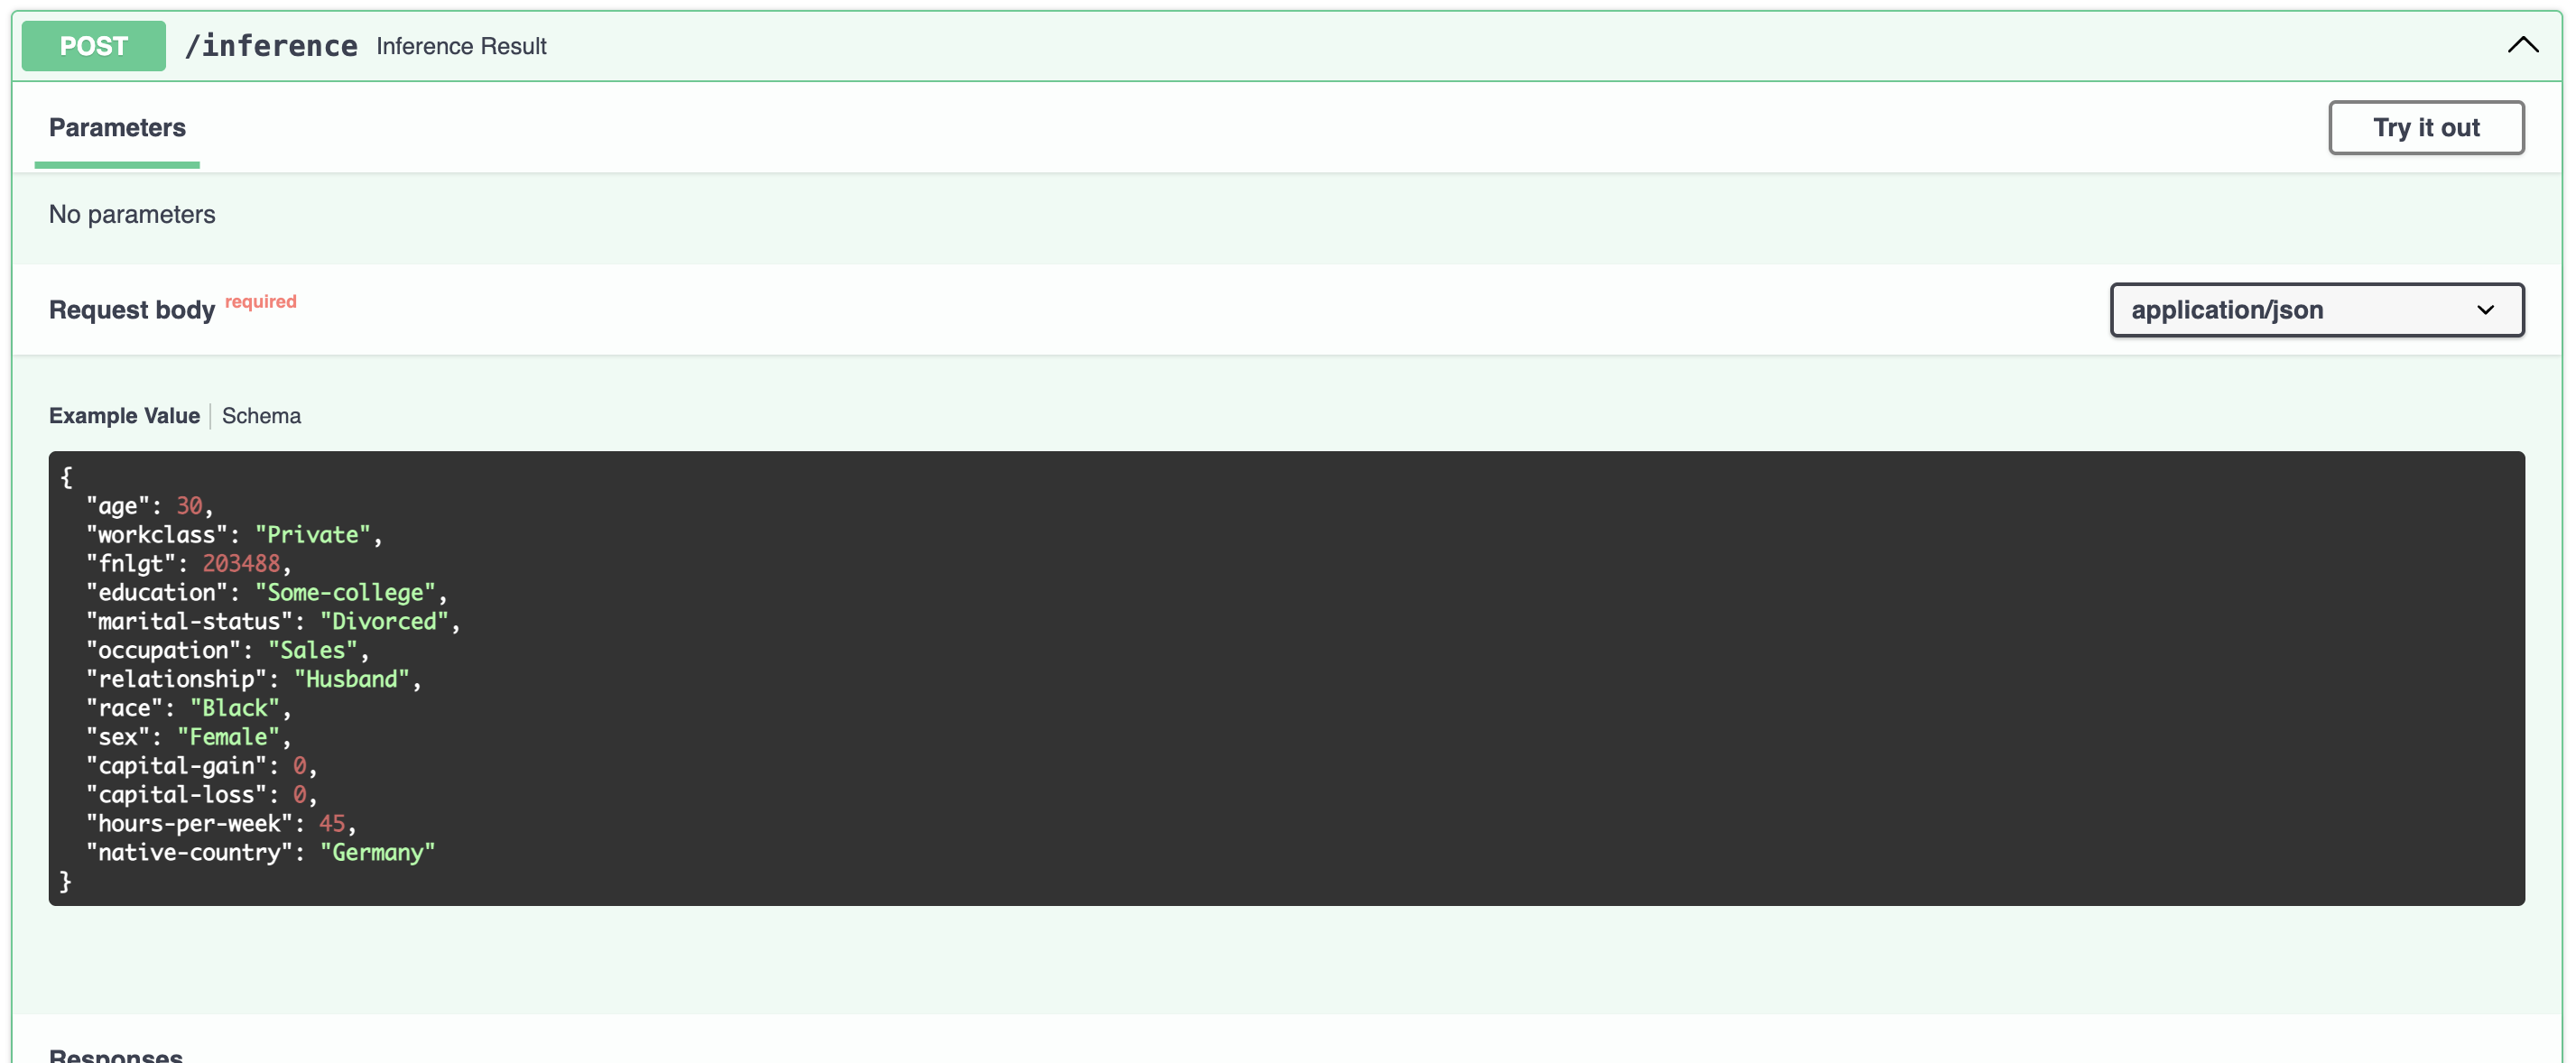 POST /inference Inference Result
Parameters
Try it out
No parameters
Request body required
application/json
Example Value Schema
{
  "age": 30,
  "workclass": "Private",
  "fnlgt": 203488,
  "education": "Some-college",
  "marital-status": "Divorced",
  "occupation": "Sales",
  "relationship": "Husband",
  "race": "Black",
  "sex": "Female",
  "capital-gain": 0,
  "capital-loss": 0,
  "hours-per-week": 45,
  "native-country": "Germany"
}
Responses